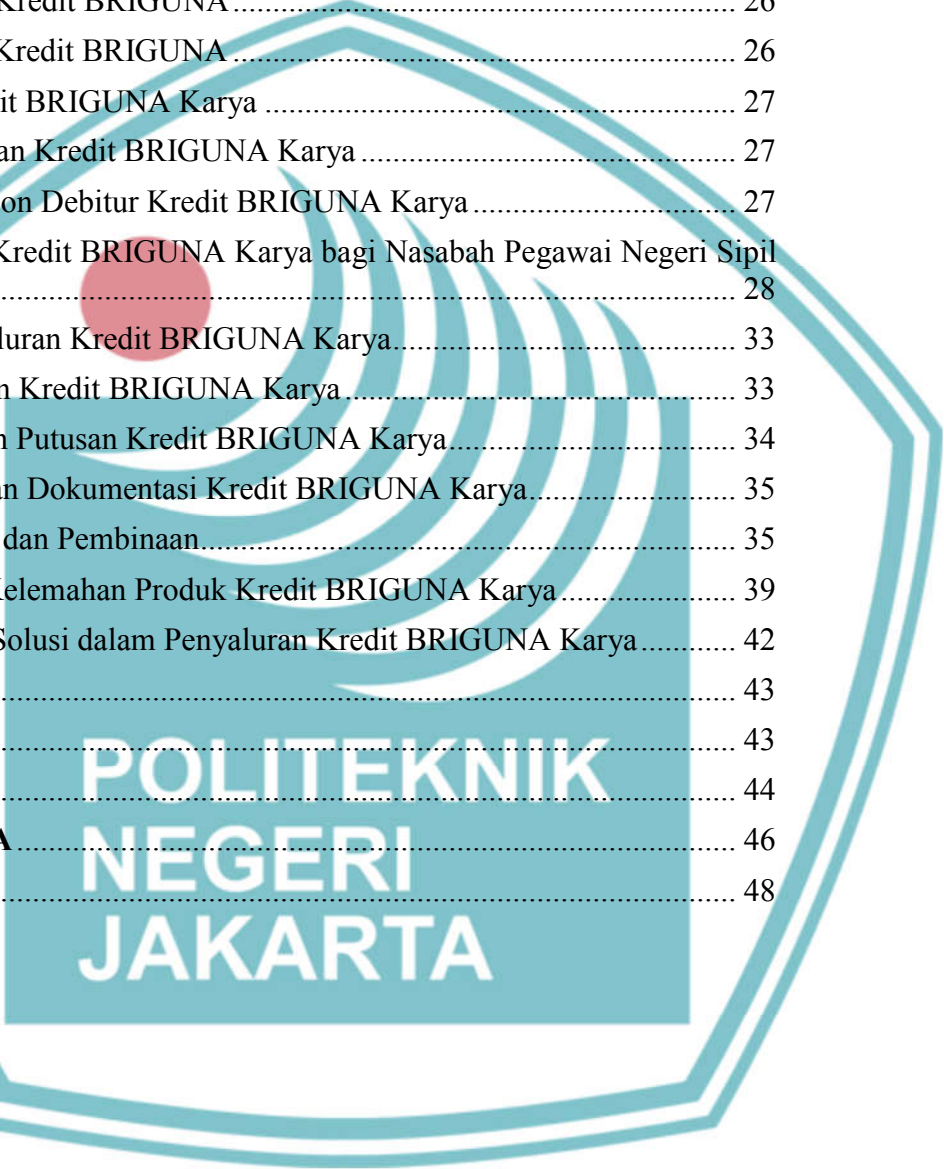 Kredit BRIGUNA ........ 26
Kredit BRIGUNA ........ 26
it BRIGUNA Karya ........ 27
an Kredit BRIGUNA Karya ........ 27
on Debitur Kredit BRIGUNA Karya ........ 27
Kredit BRIGUNA Karya bagi Nasabah Pegawai Negeri Sipil
........ 28
luran Kredit BRIGUNA Karya ........ 33
n Kredit BRIGUNA Karya ........ 33
n Putusan Kredit BRIGUNA Karya ........ 34
an Dokumentasi Kredit BRIGUNA Karya ........ 35
dan Pembinaan ........ 35
Kelemahan Produk Kredit BRIGUNA Karya ........ 39
Solusi dalam Penyaluran Kredit BRIGUNA Karya ........ 42
........ 43
........ 43
........ 44
A ........ 46
........ 48
POLITEKNIK
NEGERI
JAKARTA